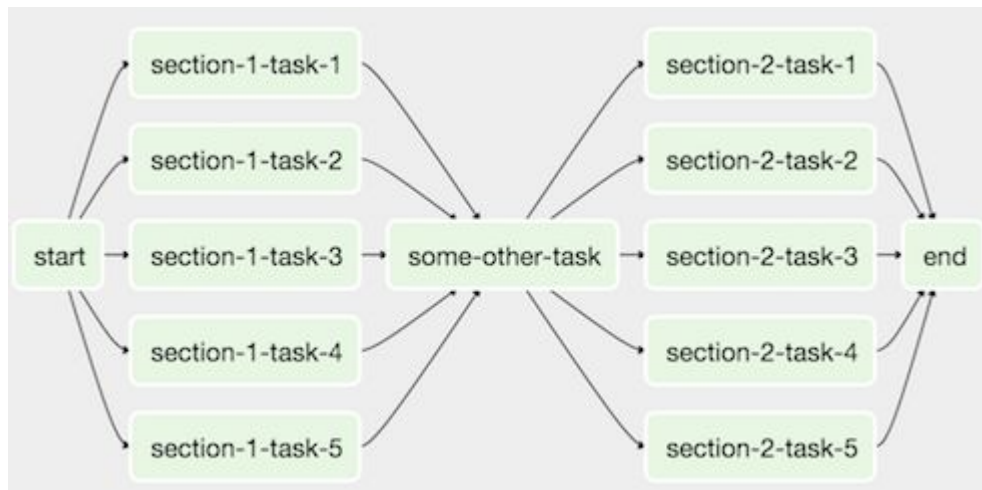 start
section-1-task-1
section-1-task-2
section-1-task-3
section-1-task-4
section-1-task-5
some-other-task
section-2-task-1
section-2-task-2
section-2-task-3
section-2-task-4
section-2-task-5
end